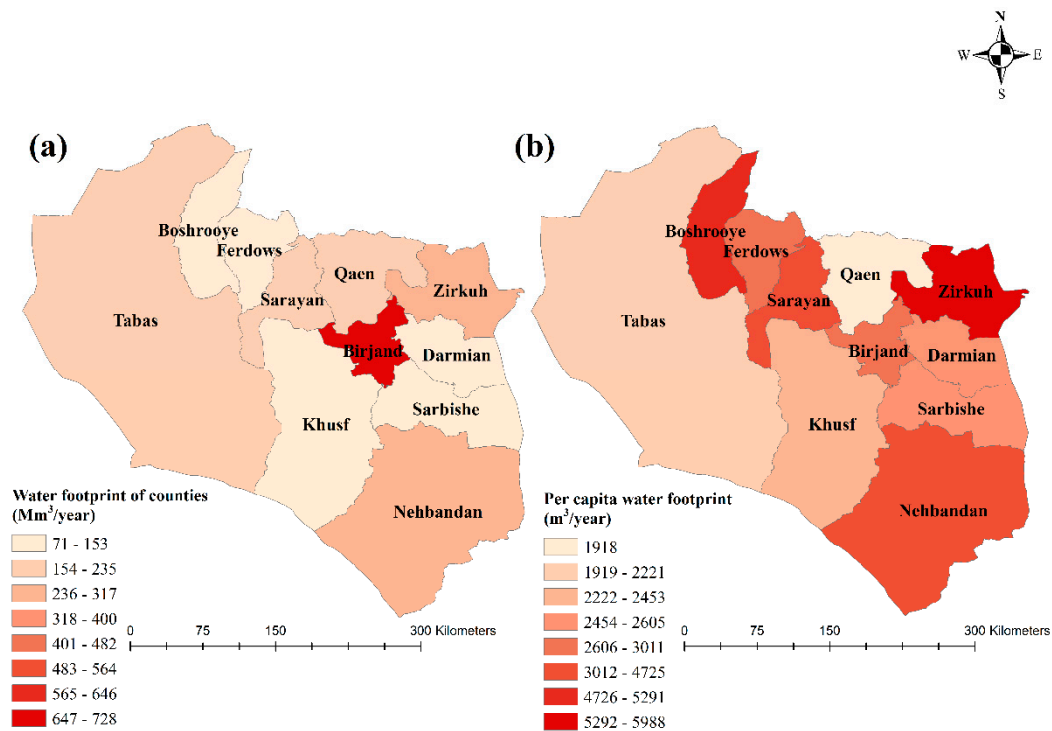 N
W E
S
(a)
Boshrooye
Ferdows
Qaen
Zirkuh
Sarayan
Tabas
Birjand
Darmian
Sarbishe
Khusf
Nehbandan
Water footprint of counties
(Mm³/year)
71 - 153
154 - 235
236 - 317
318 - 400
401 - 482
483 - 564
565 - 646
647 - 728
0 75 150 300 Kilometers
(b)
Boshrooye
Ferdows
Qaen
Zirkuh
Sarayan
Tabas
Birjand
Darmian
Sarbishe
Khusf
Nehbandan
Per capita water footprint
(m³/year)
1918
1919 - 2221
2222 - 2453
2454 - 2605
2606 - 3011
3012 - 4725
4726 - 5291
5292 - 5988
0 75 150 300 Kilometers